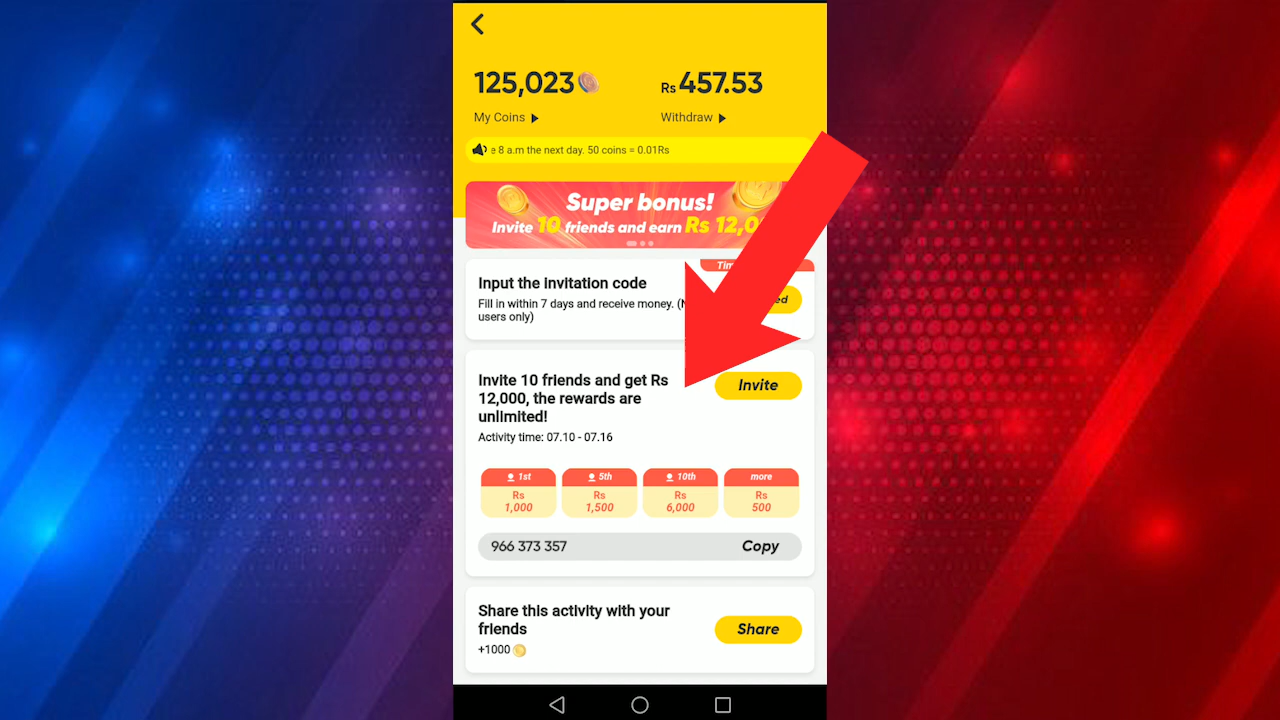 125,023
Rs 457.53
My Coins
Withdraw
8 a.m the next day. 50 coins = 0.01Rs
Super bonus!
Invite 10 friends and earn Rs
Input the invitation code
Fill in within 7 days and receive money.
users only)
Invite 10 friends and get Rs
12,000, the rewards are
unlimited!
Invite
Activity time: 07.10 - 07.16
1st
5th
10th
more
Rs
Rs
Rs
Rs
1,000
1,500
6,000
500
966 373 357
Copy
Share this activity with your
friends
Share
+1000